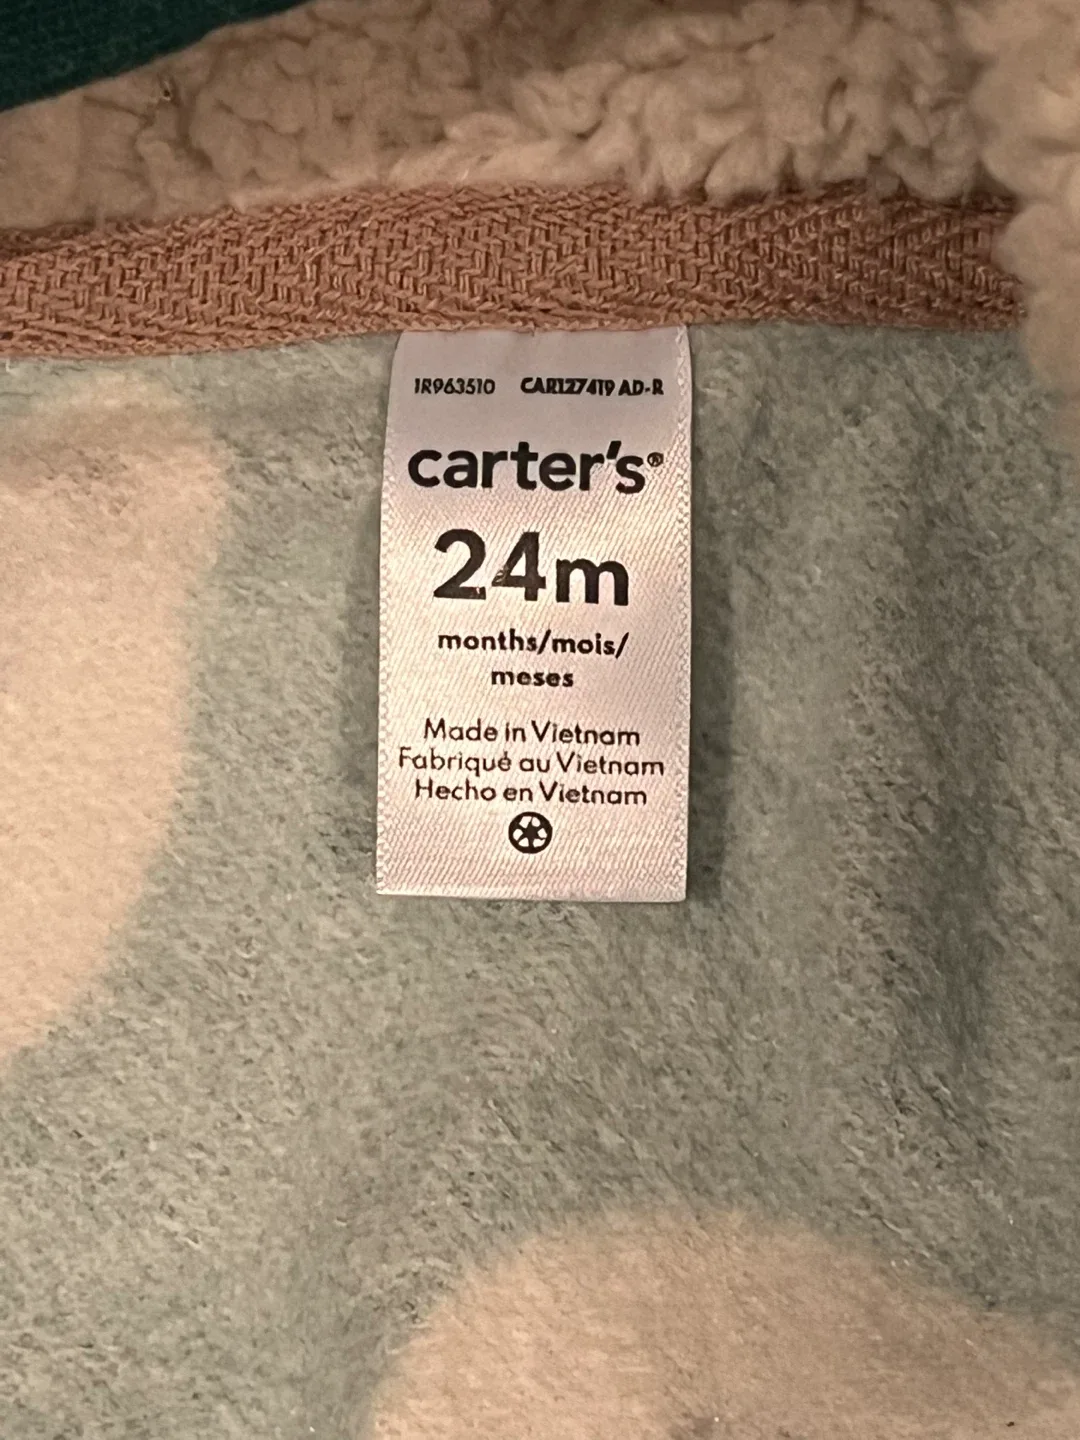 1R963510 CAR127419 AD-R
carter's®
24m
months/mois/
meses
Made in Vietnam
Fabriqué au Vietnam
Hecho en Vietnam